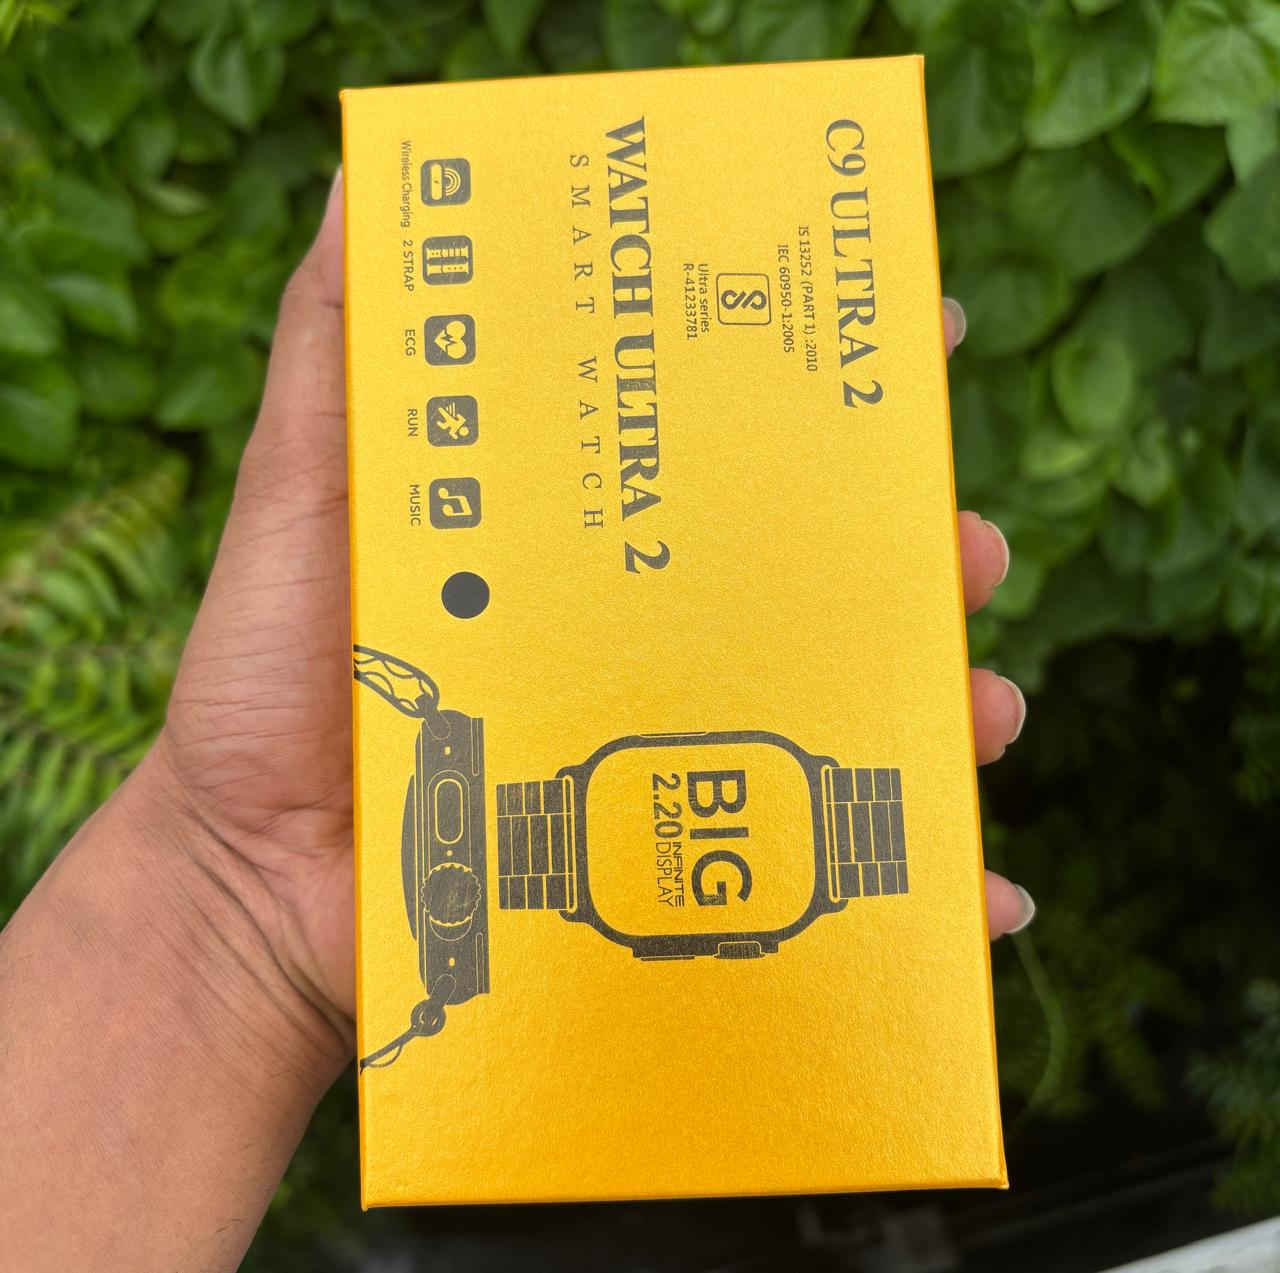 C9 ULTRA 2
IS 13252 (PART 1) :2010
IEC 60950-1:2005
Ultra series
R-41233781
WATCH ULTRA 2
SMART WATCH
Wireless Charging
2 STRAP
ECG
RUN
MUSIC
BIG
2.20 INFINITE
DISPLAY